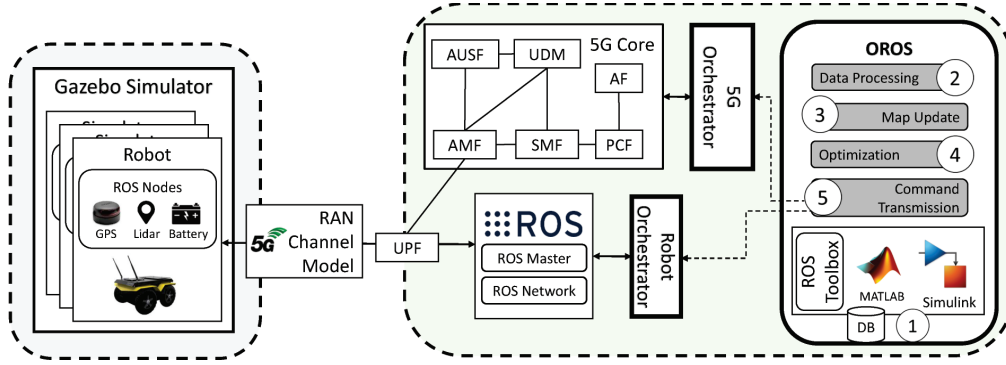 Gazebo Simulator
Simulator
Simulator
Robot
ROS Nodes
GPS
Lidar
Battery
5G
RAN
Channel
Model
UPF
5G Core
AUSF
UDM
AF
AMF
SMF
PCF
5G
Orchestrator
ROS
ROS Master
ROS Network
Robot
Orchestrator
OROS
Data Processing 2
3 Map Update
Optimization 4
5 Command
Transmission
ROS
Toolbox
MATLAB
Simulink
DB
1